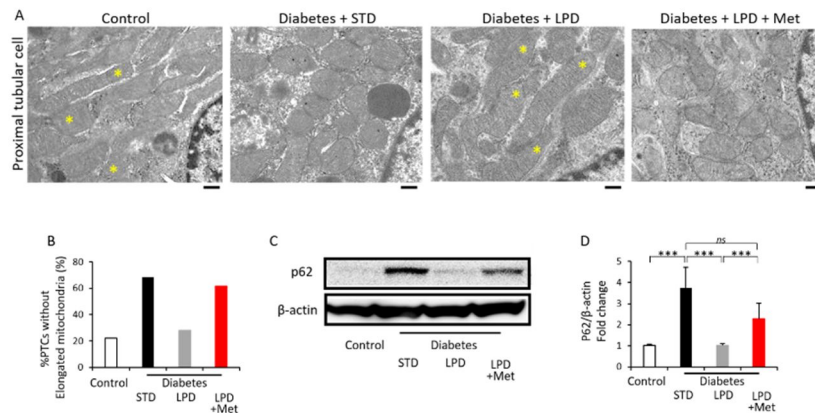 A
Control
Diabetes + STD
Diabetes + LPD
Diabetes + LPD + Met
Proximal tubular cell
* * *
* * * *
B
%PTCs without
Elongated mitochondria (%)
80
60
40
20
0
Control
Diabetes
STD
LPD
LPD
+Met
C
p62
β-actin
Control
Diabetes
STD
LPD
LPD
+Met
D
P62/β-actin
Fold change
5
4
3
2
1
0
ns
*** *** ***
Control
Diabetes
STD
LPD
LPD
+Met